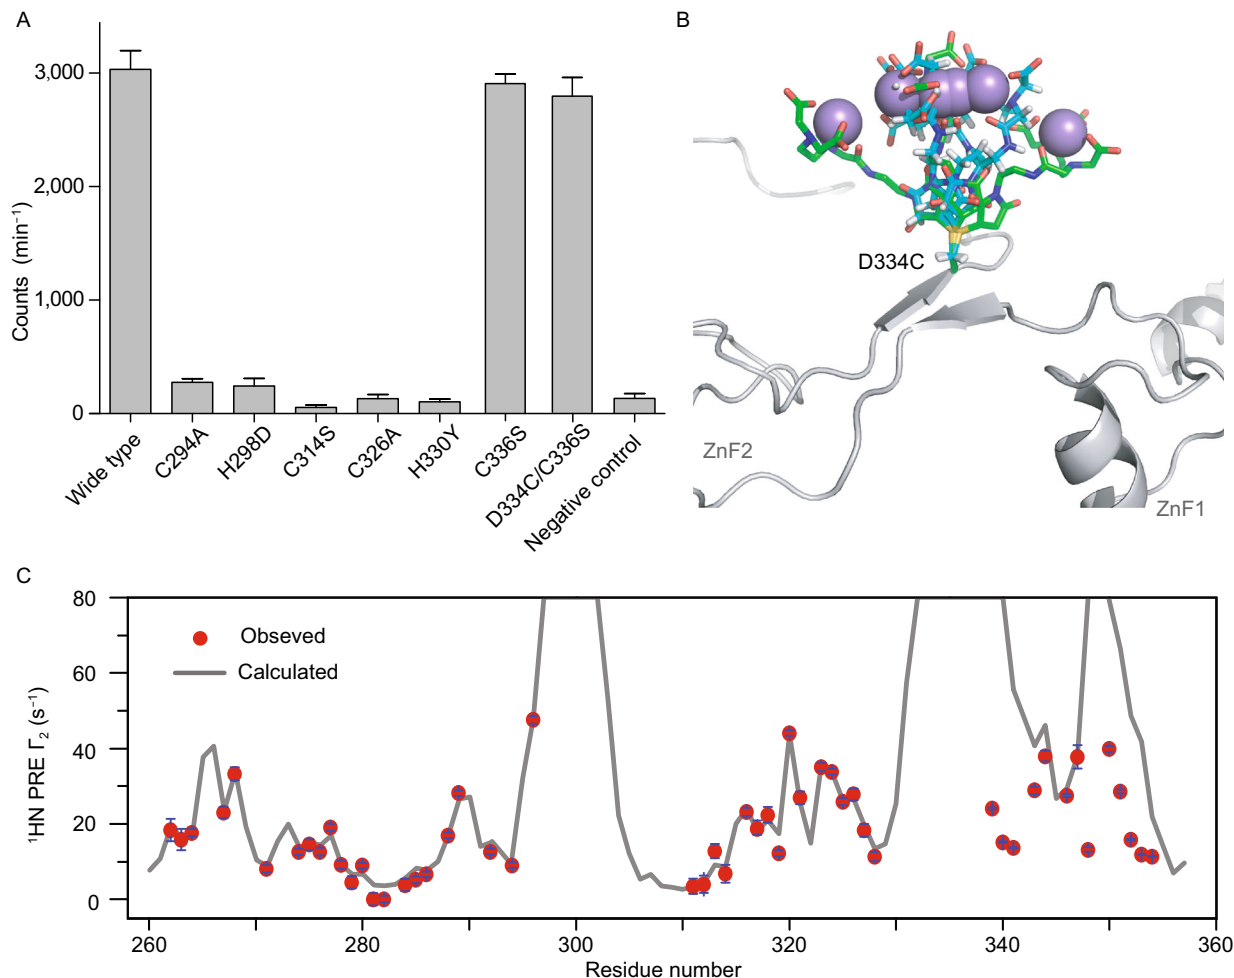 A
Counts (min⁻¹)
3,000
2,000
1,000
0
Wide type
C294A
H298D
C314S
C326A
H330Y
C336S
D334C/C336S
Negative control
B
D334C
ZnF2
ZnF1
C
¹HN PRE Γ₂ (s⁻¹)
80
60
40
20
0
Obseved
Calculated
260 280 300 320 340 360
Residue number